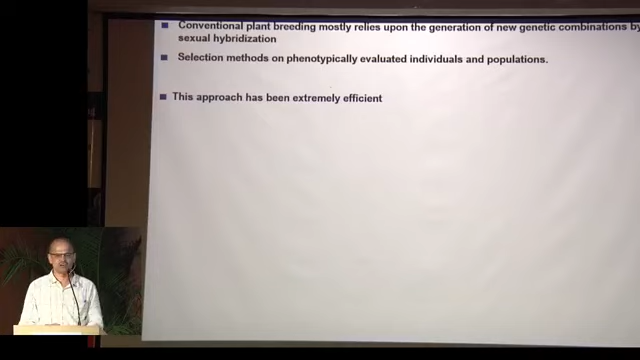 Conventional plant breeding mostly relies upon the generation of new genetic combinations by
sexual hybridization
Selection methods on phenotypically evaluated individuals and populations.
This approach has been extremely efficient